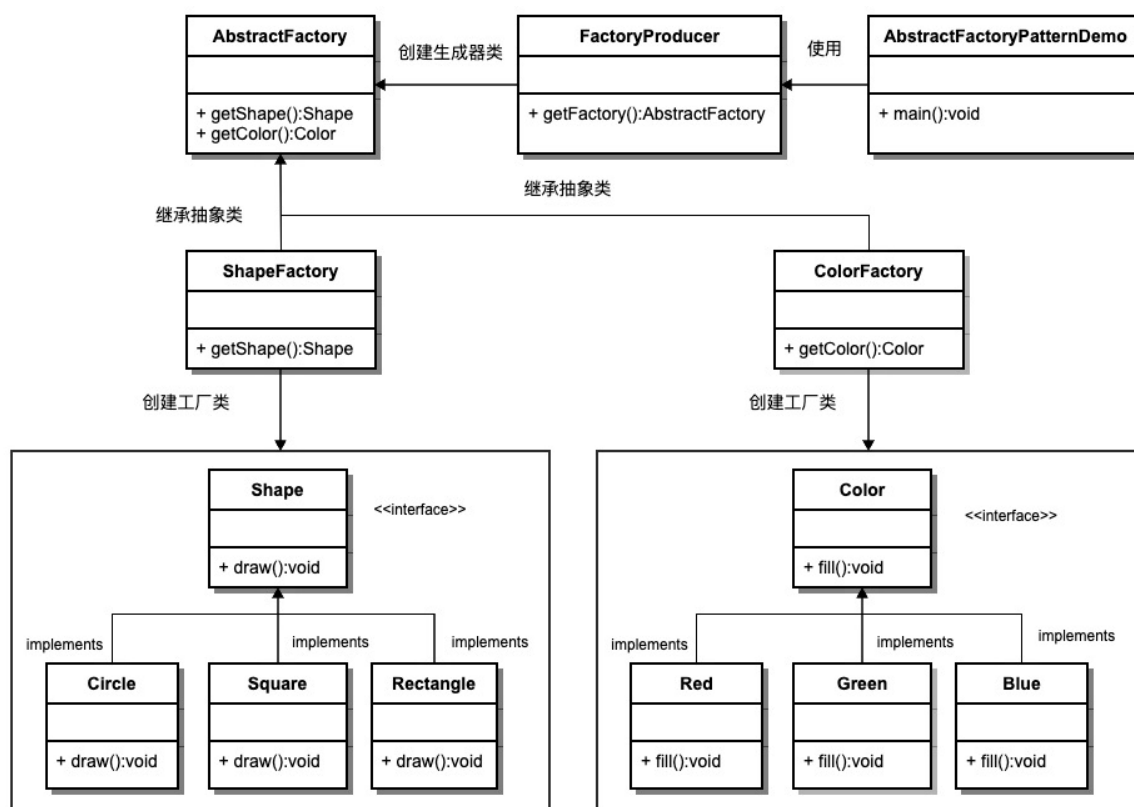 AbstractFactory
+ getShape():Shape
+ getColor():Color
创建生成器类
FactoryProducer
+ getFactory():AbstractFactory
使用
AbstractFactoryPatternDemo
+ main():void
继承抽象类
继承抽象类
ShapeFactory
+ getShape():Shape
ColorFactory
+ getColor():Color
创建工厂类
创建工厂类
Shape
<<interface>>
+ draw():void
implements
implements
implements
Circle
+ draw():void
Square
+ draw():void
Rectangle
+ draw():void
Color
<<interface>>
+ fill():void
implements
implements
implements
Red
+ fill():void
Green
+ fill():void
Blue
+ fill():void